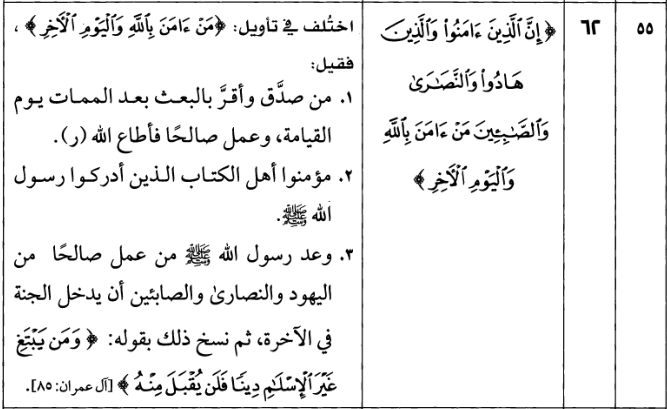 ٥٥
٦٢
﴿إِنَّ ٱلَّذِينَ ءَامَنُوا۟ وَٱلَّذِينَ
هَادُوا۟ وَٱلنَّصَٰرَىٰ
وَٱلصَّٰبِـِٔينَ مَنْ ءَامَنَ بِٱللَّهِ
وَٱلْيَوْمِ ٱلْـَٔاخِرِ﴾
اختُلف في تأويل: ﴿مَنْ ءَامَنَ بِٱللَّهِ وَٱلْيَوْمِ ٱلْـَٔاخِرِ﴾،
فقيل:
١. من صدَّق وأقرَّ بالبعث بعد الممات يوم
القيامة، وعمل صالحًا فأطاع الله (ر).
٢. مؤمنوا أهل الكتاب الذين أدركوا رسول
الله ﷺ.
٣. وعد رسول الله ﷺ من عمل صالحًا من
اليهود والنصارىٰ والصابئين أن يدخل الجنة
في الآخرة، ثم نسخ ذلك بقوله: ﴿وَمَن يَبْتَغِ
غَيْرَ ٱلْإِسْلَٰمِ دِينًا فَلَن يُقْبَلَ مِنْهُ﴾ [آل عمران: ٨٥].